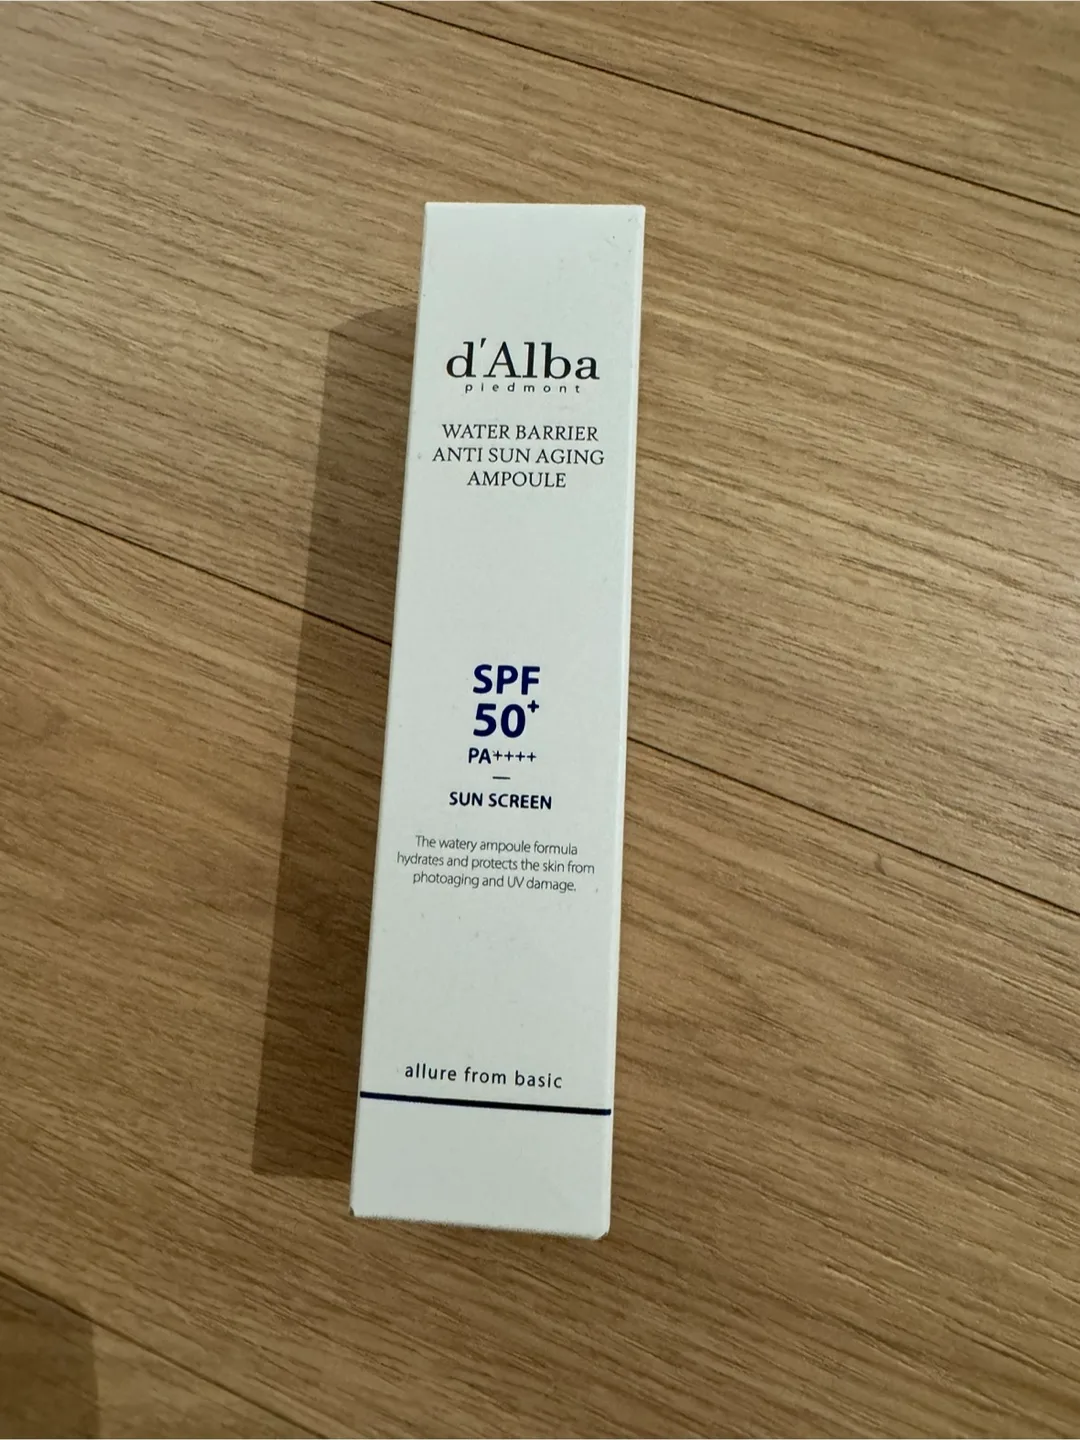 d'Alba
piedmont
WATER BARRIER
ANTI SUN AGING
AMPOULE
SPF
50+
PA++++
SUN SCREEN
The watery ampoule formula
hydrates and protects the skin from
photoaging and UV damage.
allure from basic